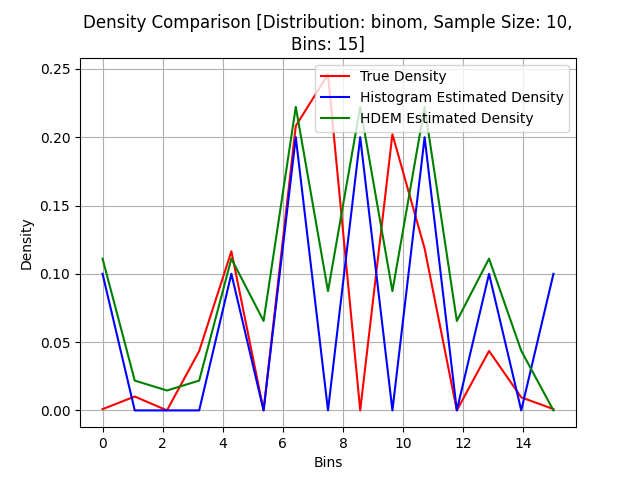 Density Comparison [Distribution: binom, Sample Size: 10,
Bins: 15]
True Density
Histogram Estimated Density
HDEM Estimated Density
0.25
0.20
0.15
0.10
0.05
0.00
Density
0 2 4 6 8 10 12 14
Bins